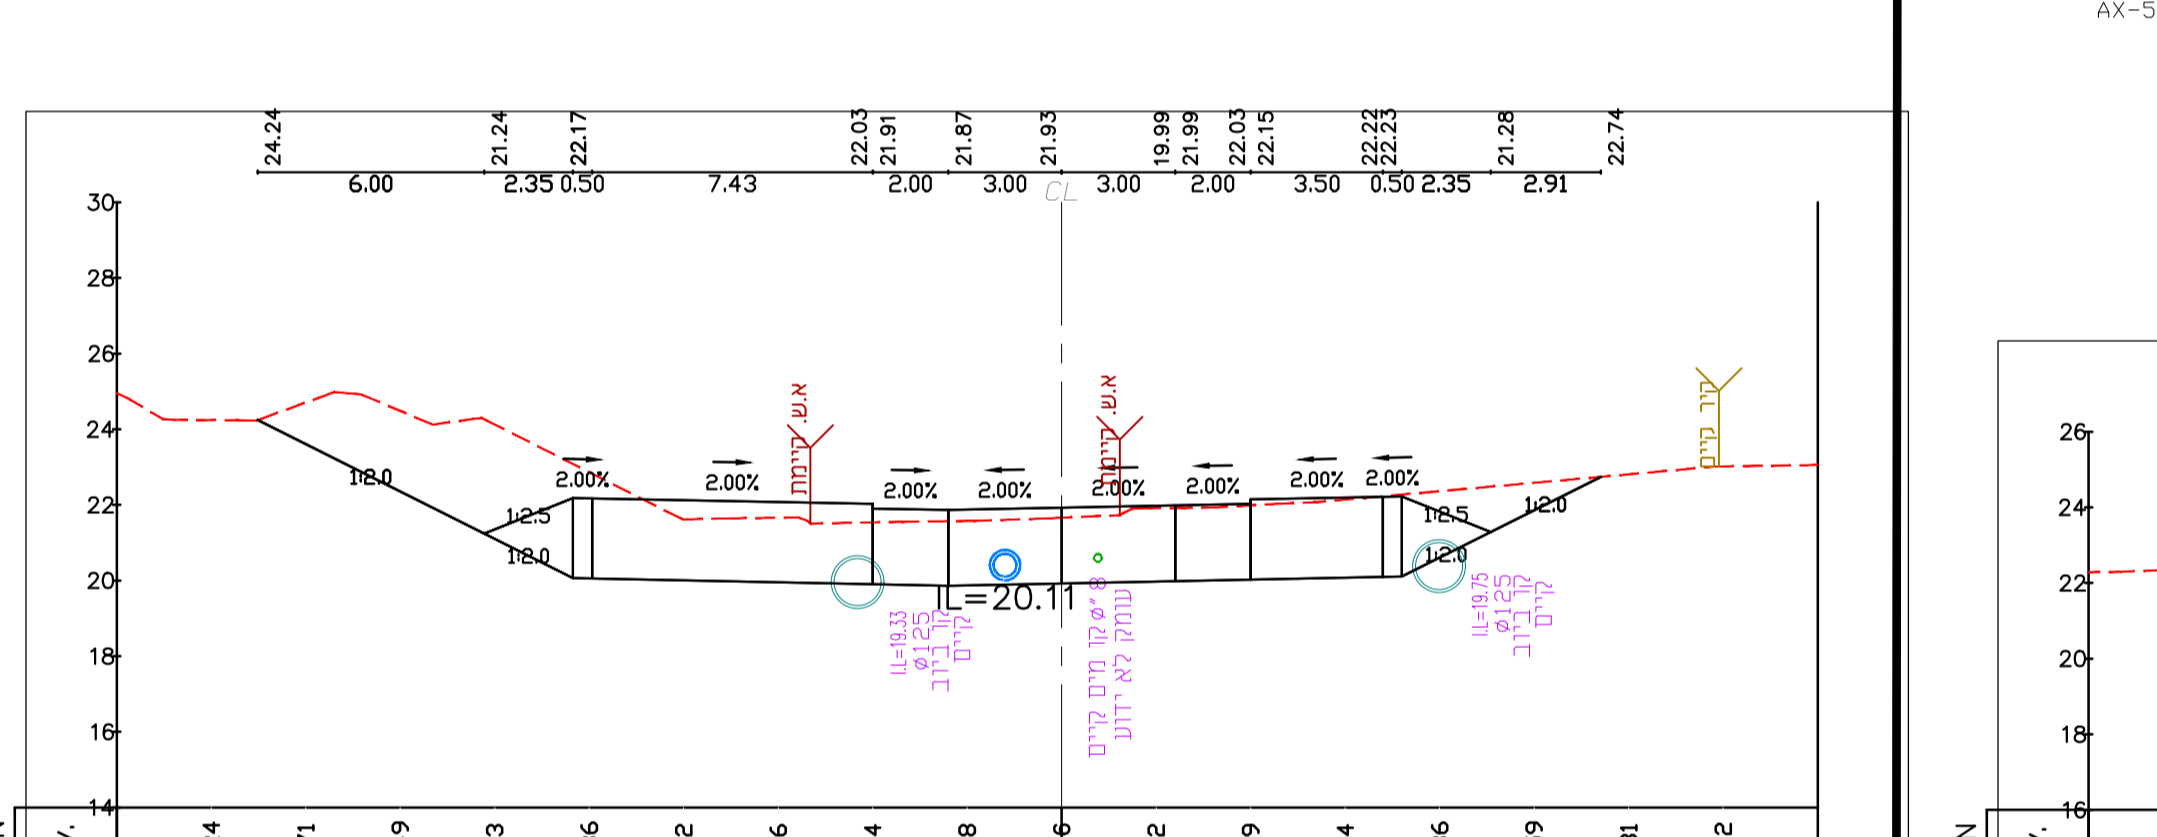 AX-5
24.24 21.24 22.17 22.03 21.91 21.87 21.93 19.99 21.99 22.03 22.15 22.22 22.23 21.28 22.74
6.00 2.35 0.50 7.43 2.00 3.00 3.00 2.00 3.50 0.50 2.35 2.91
CL
30
28
26
24
22
20
18
16
14
א.ש. קיימת
א.ש. קיימת
קיר קיים
2.00% 2.00% 2.00% 2.00% 2.00% 2.00% 2.00% 2.00%
1:2.0 1:2.5 1:2.5 1:2.0
1:2.0 1:2.0
IL=20.11
I.L=19.33
ø125
קו ביוב
קיים
קו מים קיים ø"8
עומק לא ידוע
I.L=19.75
ø125
קו ביוב
קיים
26
24
22
20
18
16